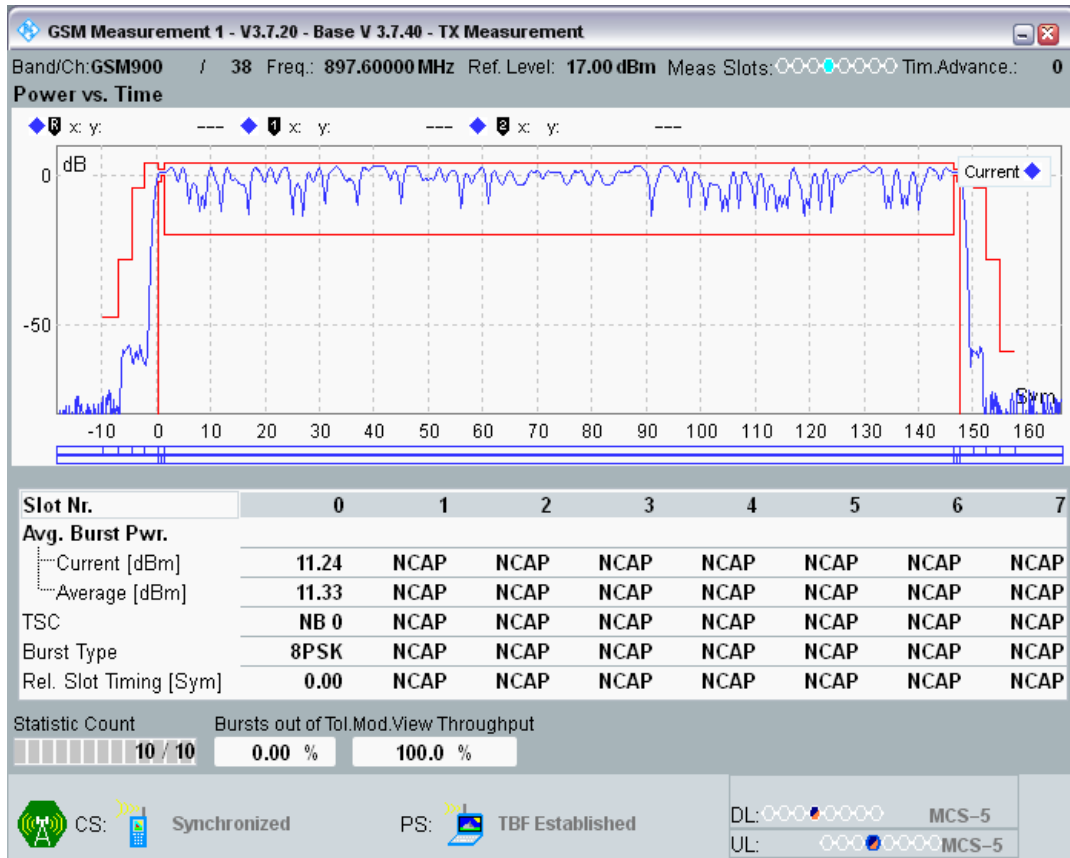 GSM Measurement 1 - V3.7.20 - Base V 3.7.40 - TX Measurement
Band/Ch:GSM900 / 38 Freq.: 897.60000 MHz Ref. Level: 17.00 dBm Meas Slots: Tim.Advance.: 0
Power vs. Time
R x: y: --- 1 x: y: --- 2 x: y: ---
dB
Current
0
-50
Sym
-10 0 10 20 30 40 50 60 70 80 90 100 110 120 130 140 150 160
Slot Nr. 0 1 2 3 4 5 6 7
Avg. Burst Pwr.
Current [dBm] 11.24 NCAP NCAP NCAP NCAP NCAP NCAP NCAP
Average [dBm] 11.33 NCAP NCAP NCAP NCAP NCAP NCAP NCAP
TSC NB 0 NCAP NCAP NCAP NCAP NCAP NCAP NCAP
Burst Type 8PSK NCAP NCAP NCAP NCAP NCAP NCAP NCAP
Rel. Slot Timing [Sym] 0.00 NCAP NCAP NCAP NCAP NCAP NCAP NCAP
Statistic Count Bursts out of Tol.Mod.View Throughput
10 / 10 0.00 % 100.0 %
CS: Synchronized PS: TBF Established DL: MCS-5
UL: MCS-5